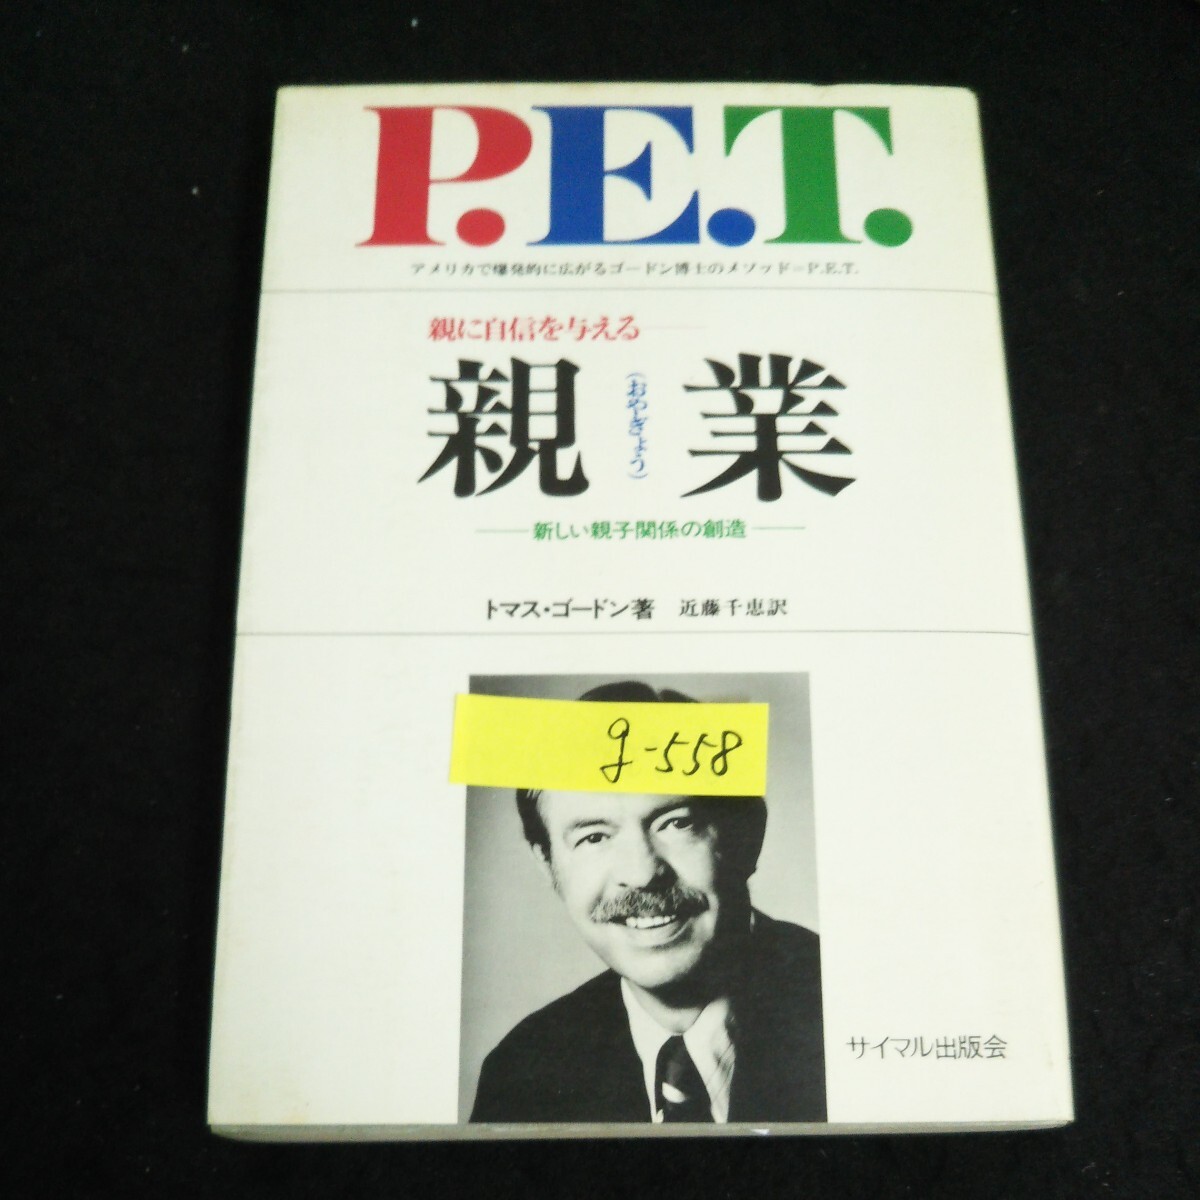 P.E.T.
アメリカで爆発的に広がるゴードン博士のメソッド=P.E.T.
親に自信を与える
親(おやぎょう)業
新しい親子関係の創造
トマス・ゴードン著 近藤千恵訳
g-558
サイマル出版会